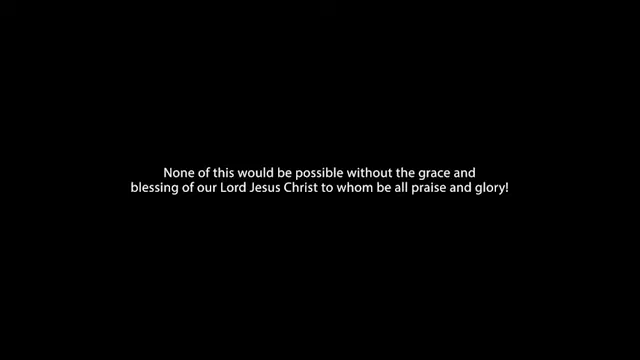 None of this would be possible without the grace and
blessing of our Lord Jesus Christ to whom be all praise and glory!